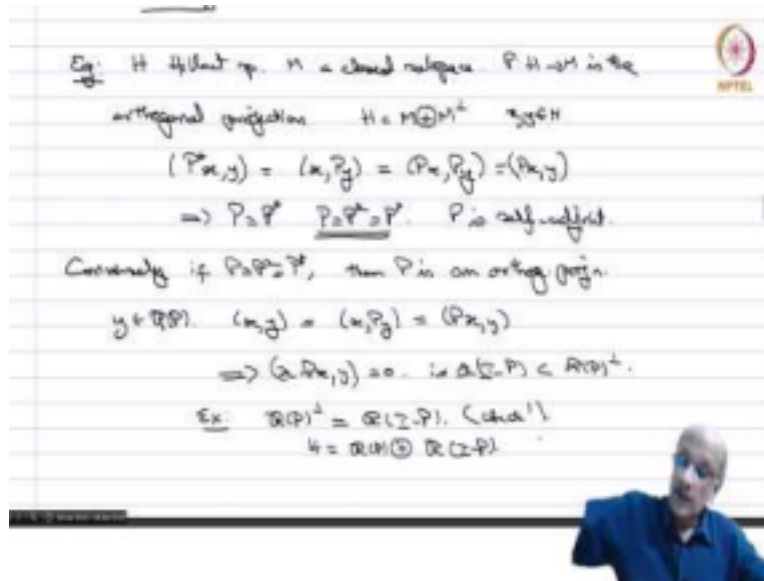 Eg: H Hilbert sp. M a closed subspace. P: H→M is the
orthogonal projection H = M⊕M^⊥ x,y∈H
(P*x,y) = (x,Py) = (Px,Py) = (Px,y)
⇒ P=P* P=P²=P*. P is self-adjoint.
Conversely if P=P²=P*, then P is an orthog. projn.
y∈R(P). (x,y) = (x,Py) = (Px,y)
⇒ (x-Px,y)=0. ie R(I-P) ⊂ R(P)^⊥.
Ex: R(P)^⊥ = R(I-P). (check!)
H = R(P)⊕R(I-P)
NPTEL